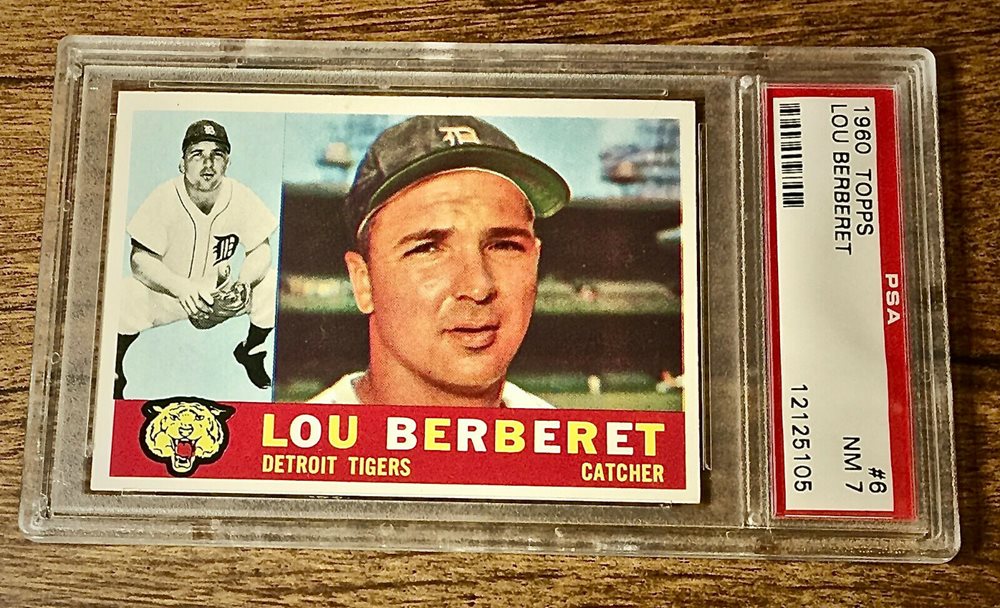 LOU BERBERET
DETROIT TIGERS
CATCHER
1960 TOPPS
LOU BERBERET
PSA
#6
NM 7
12125105